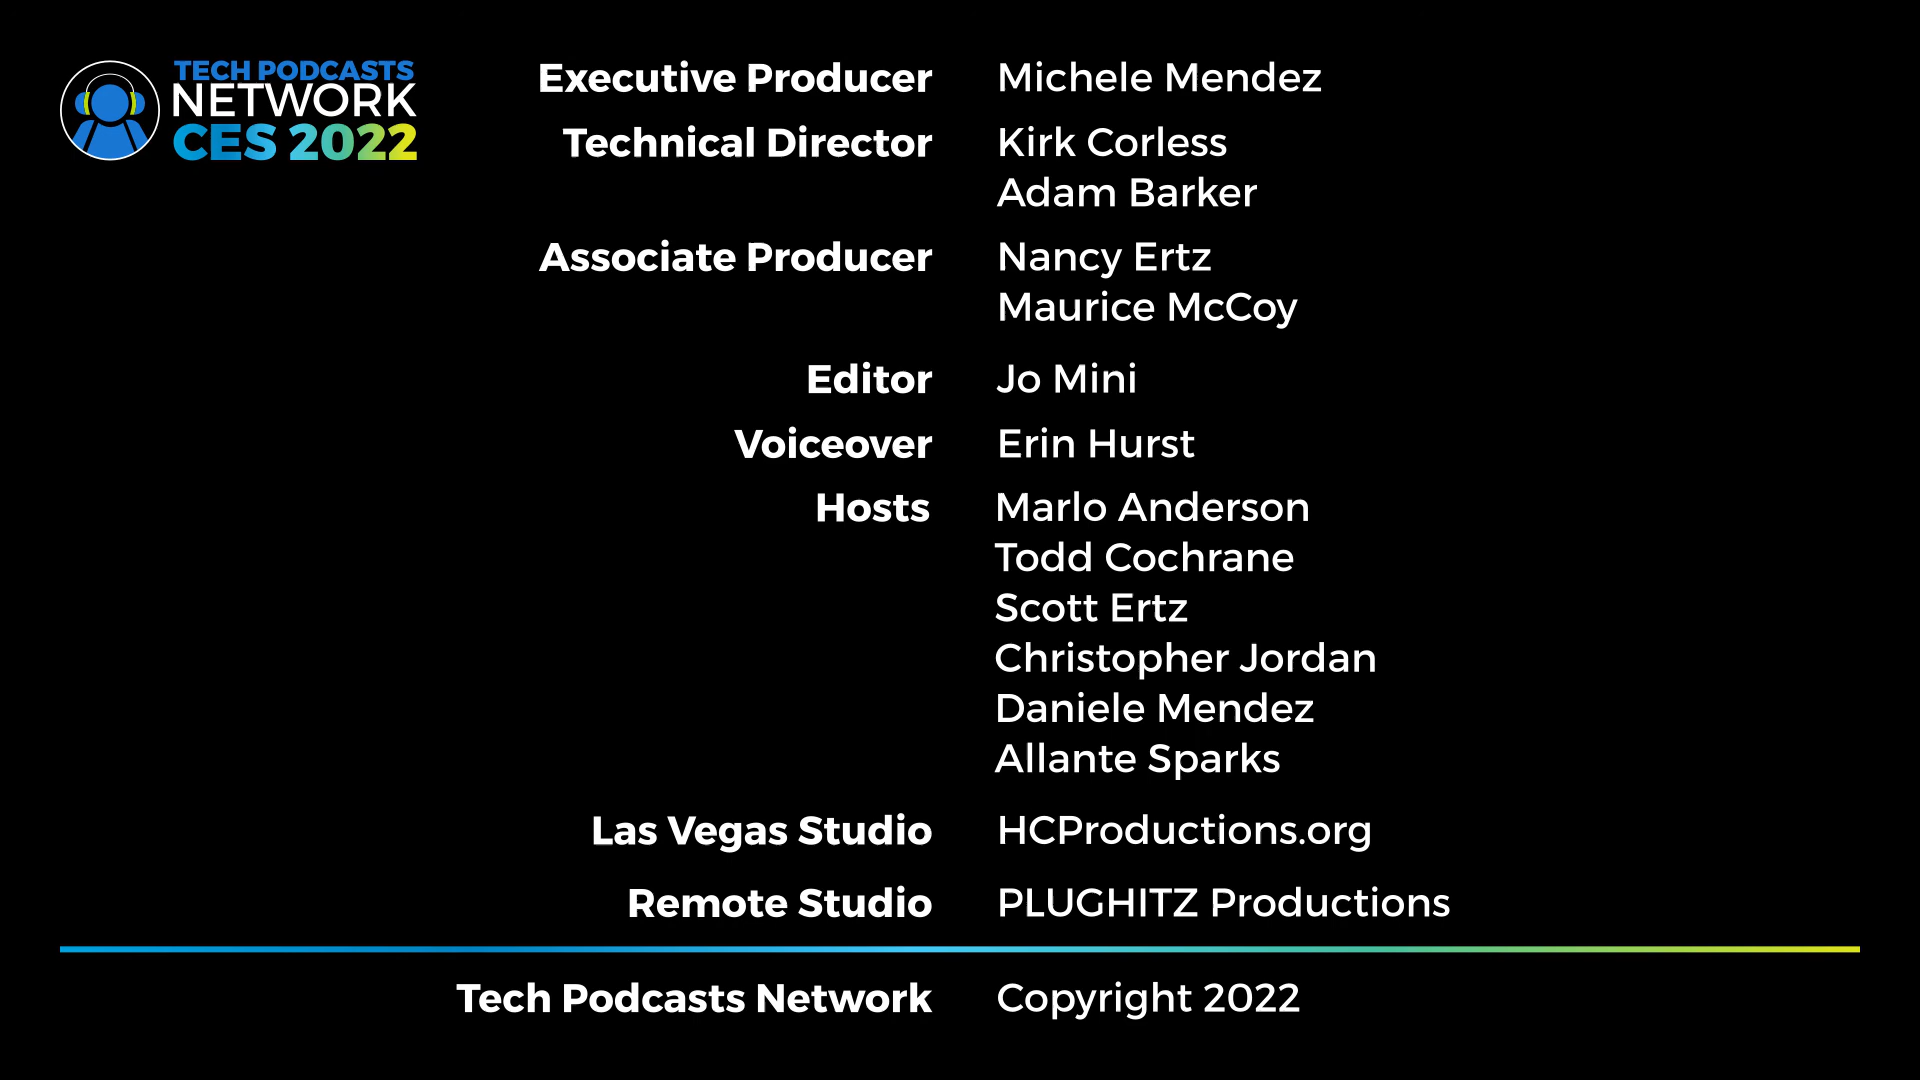 TECH PODCASTS
NETWORK
CES 2022
Executive Producer Michele Mendez
Technical Director Kirk Corless
Adam Barker
Associate Producer Nancy Ertz
Maurice McCoy
Editor Jo Mini
Voiceover Erin Hurst
Hosts Marlo Anderson
Todd Cochrane
Scott Ertz
Christopher Jordan
Daniele Mendez
Allante Sparks
Las Vegas Studio HCProductions.org
Remote Studio PLUGHITZ Productions
Tech Podcasts Network Copyright 2022